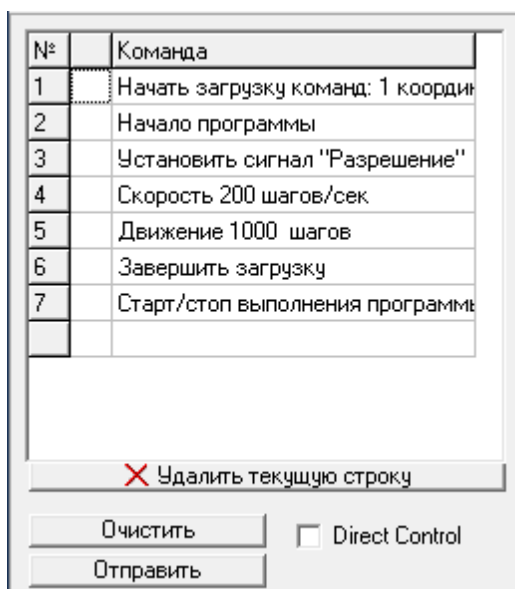 № Команда
1 Начать загрузку команд: 1 коорди
2 Начало программы
3 Установить сигнал "Разрешение"
4 Скорость 200 шагов/сек
5 Движение 1000 шагов
6 Завершить загрузку
7 Старт/стоп выполнения программы
Удалить текущую строку
Очистить Direct Control
Отправить